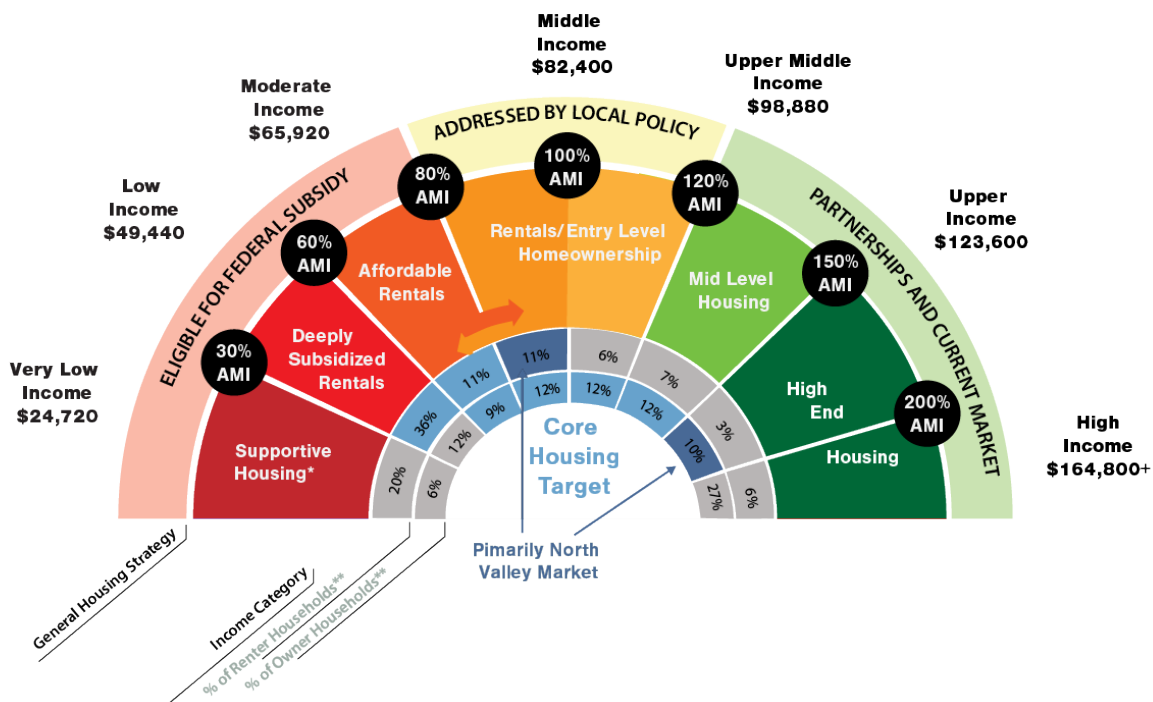 Middle
Income
$82,400
Upper Middle
Income
$98,880
Moderate
Income
$65,920
ADDRESSED BY LOCAL POLICY
100%
AMI
80%
AMI
120%
AMI
Low
Income
$49,440
Upper
Income
$123,600
ELIGIBLE FOR FEDERAL SUBSIDY
PARTNERSHIPS AND CURRENT MARKET
60%
AMI
Affordable
Rentals
Rentals/Entry Level
Homeownership
Mid Level
Housing
150%
AMI
Very Low
Income
$24,720
30%
AMI
Deeply
Subsidized
Rentals
High
End
200%
AMI
High
Income
$164,800+
Supportive
Housing*
Housing
20%
36%
11%
11%
6%
7%
3%
6%
6%
12%
9%
12%
12%
12%
10%
27%
Core
Housing
Target
Pimarily North
Valley Market
General Housing Strategy
Income Category
% of Renter Households**
% of Owner Households**